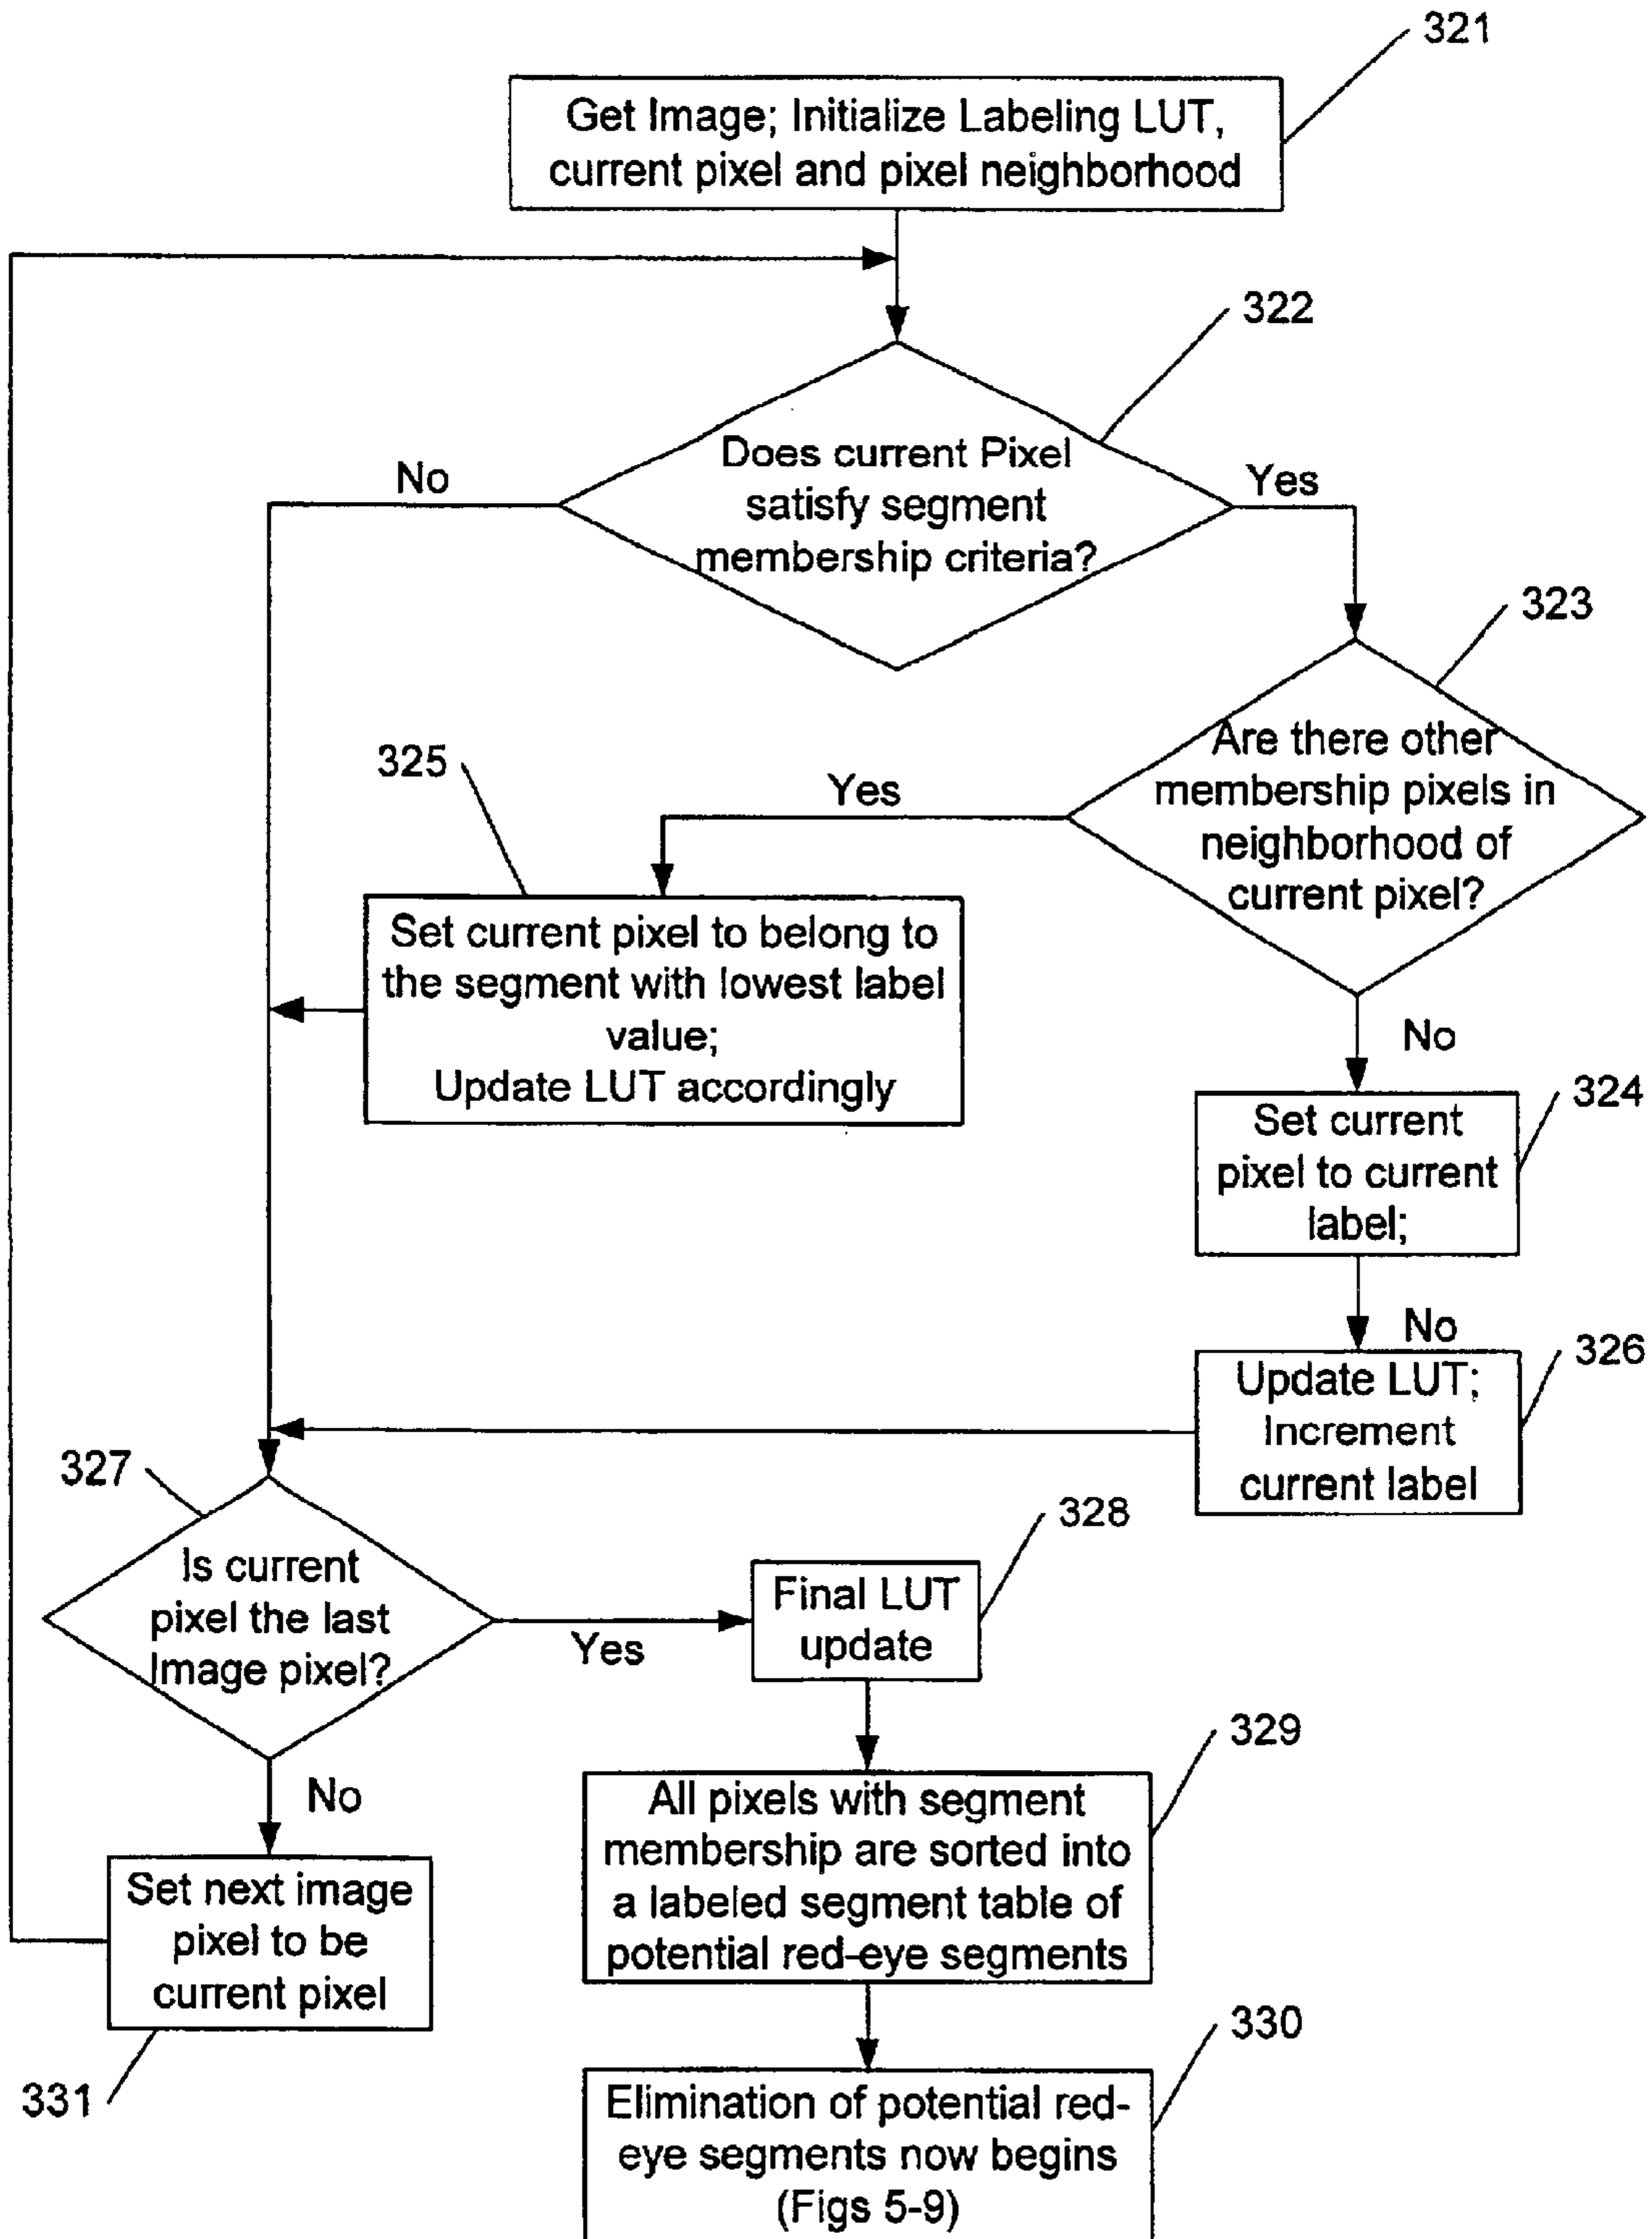 321
Get Image; Initialize Labeling LUT,
current pixel and pixel neighborhood
322
Does current Pixel
satisfy segment
membership criteria?
No
Yes
323
Are there other
membership pixels in
neighborhood of
current pixel?
Yes
No
325
Set current pixel to belong to
the segment with lowest label
value;
Update LUT accordingly
324
Set current
pixel to current
label;
No
326
Update LUT;
Increment
current label
327
Is current
pixel the last
Image pixel?
Yes
No
328
Final LUT
update
329
All pixels with segment
membership are sorted into
a labeled segment table of
potential red-eye segments
331
Set next image
pixel to be
current pixel
330
Elimination of potential red-
eye segments now begins
(Figs 5-9)